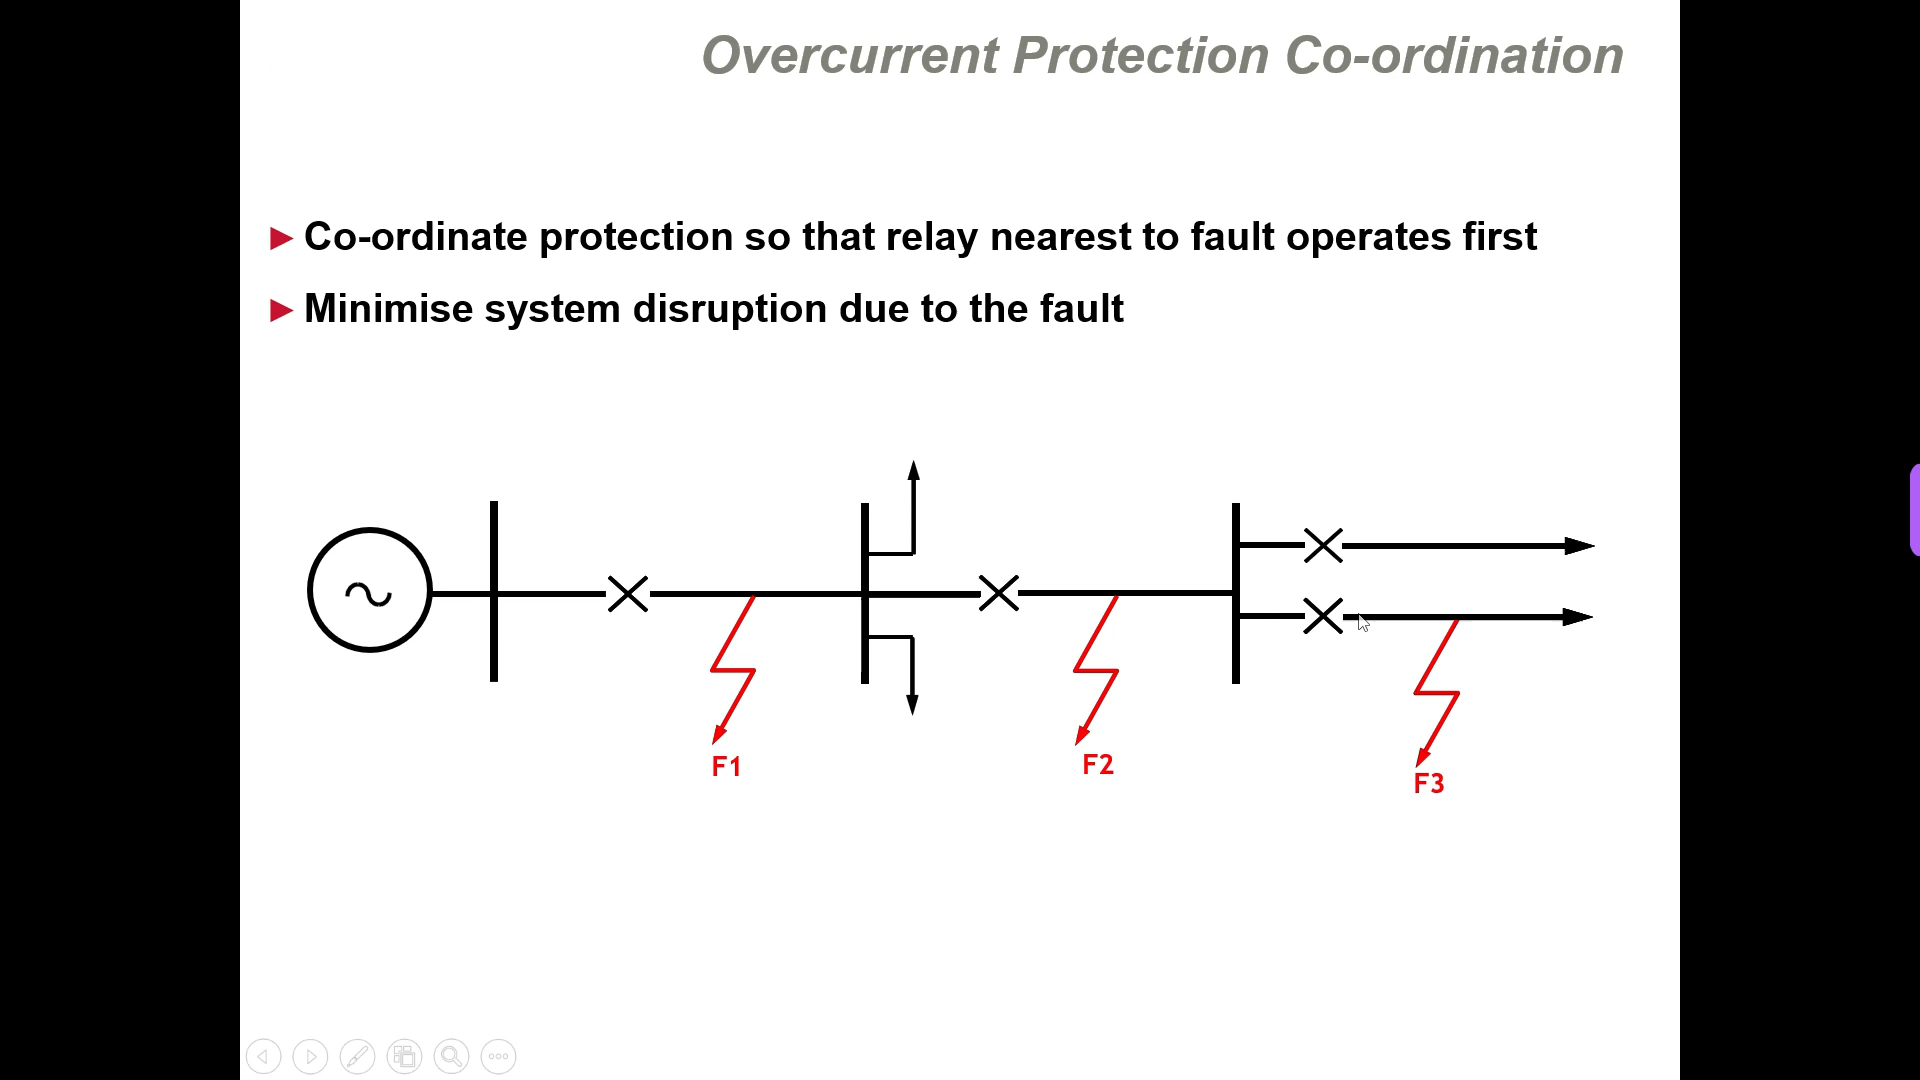 Overcurrent Protection Co-ordination
► Co-ordinate protection so that relay nearest to fault operates first
► Minimise system disruption due to the fault
F1
F2
F3